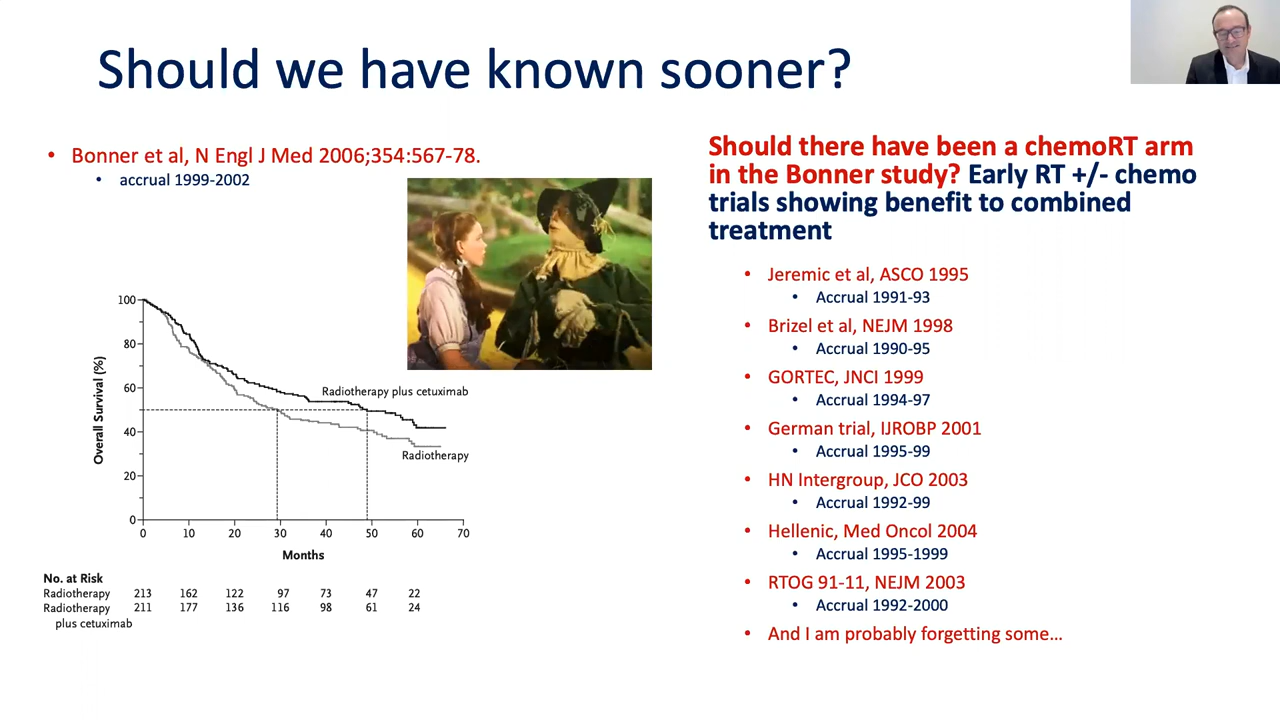 Should we have known sooner?
• Bonner et al, N Engl J Med 2006;354:567-78.
• accrual 1999-2002
100
80
60
40
20
0
Overall Survival (%)
Radiotherapy plus cetuximab
Radiotherapy
0 10 20 30 40 50 60 70
Months
No. at Risk
Radiotherapy 213 162 122 97 73 47 22
Radiotherapy 211 177 136 116 98 61 24
plus cetuximab
Should there have been a chemoRT arm
in the Bonner study? Early RT +/- chemo
trials showing benefit to combined
treatment
• Jeremic et al, ASCO 1995
• Accrual 1991-93
• Brizel et al, NEJM 1998
• Accrual 1990-95
• GORTEC, JNCI 1999
• Accrual 1994-97
• German trial, IJROBP 2001
• Accrual 1995-99
• HN Intergroup, JCO 2003
• Accrual 1992-99
• Hellenic, Med Oncol 2004
• Accrual 1995-1999
• RTOG 91-11, NEJM 2003
• Accrual 1992-2000
• And I am probably forgetting some…